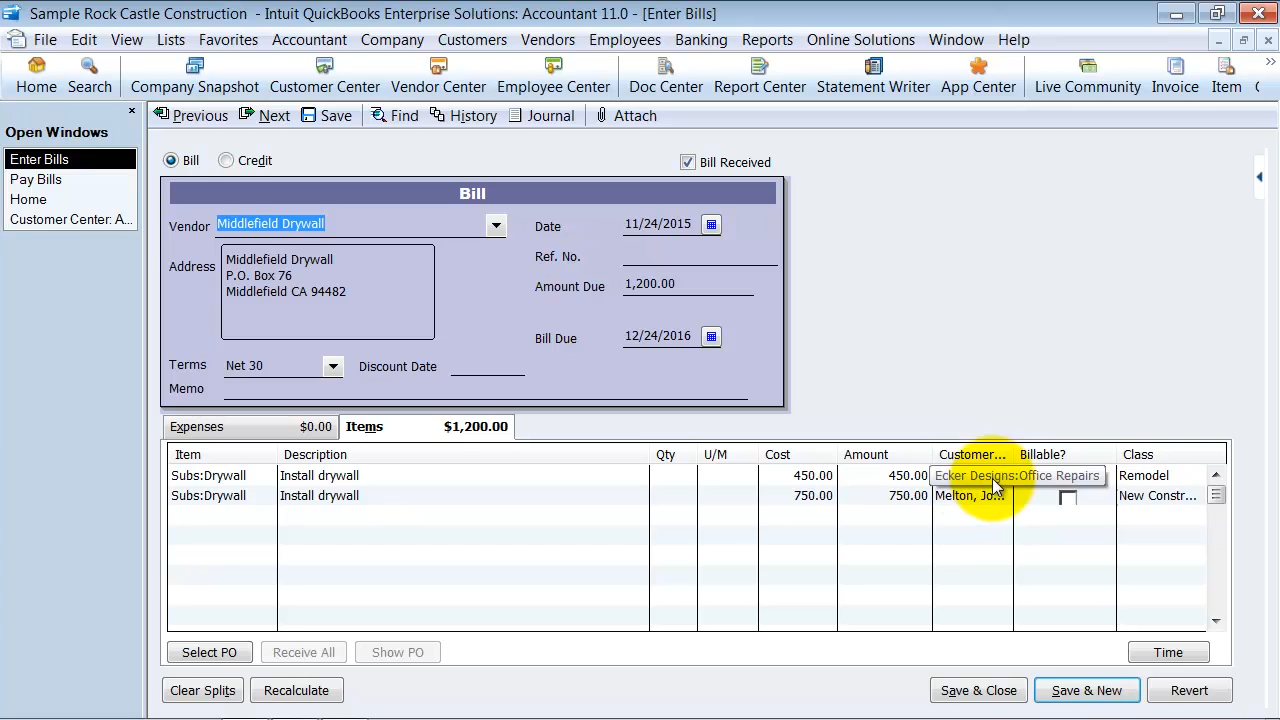 Sample Rock Castle Construction - Intuit QuickBooks Enterprise Solutions: Accountant 11.0 - [Enter Bills]
File Edit View Lists Favorites Accountant Company Customers Vendors Employees Banking Reports Online Solutions Window Help
Home Search Company Snapshot Customer Center Vendor Center Employee Center Doc Center Report Center Statement Writer App Center Live Community Invoice Item
Open Windows
Enter Bills
Pay Bills
Home
Customer Center: A...
Previous Next Save Find History Journal Attach
Bill Credit Bill Received
Bill
Vendor Middlefield Drywall Date 11/24/2015
Address Middlefield Drywall
P.O. Box 76
Middlefield CA 94482
Ref. No.
Amount Due 1,200.00
Bill Due 12/24/2016
Terms Net 30 Discount Date
Memo
Expenses $0.00 Items $1,200.00
Item Description Qty U/M Cost Amount Customer... Billable? Class
Subs:Drywall Install drywall 450.00 450.00 Ecker Designs:Office Repairs Remodel
Subs:Drywall Install drywall 750.00 750.00 Melton, Jo... New Constr...
Select PO Receive All Show PO Time
Clear Splits Recalculate Save & Close Save & New Revert